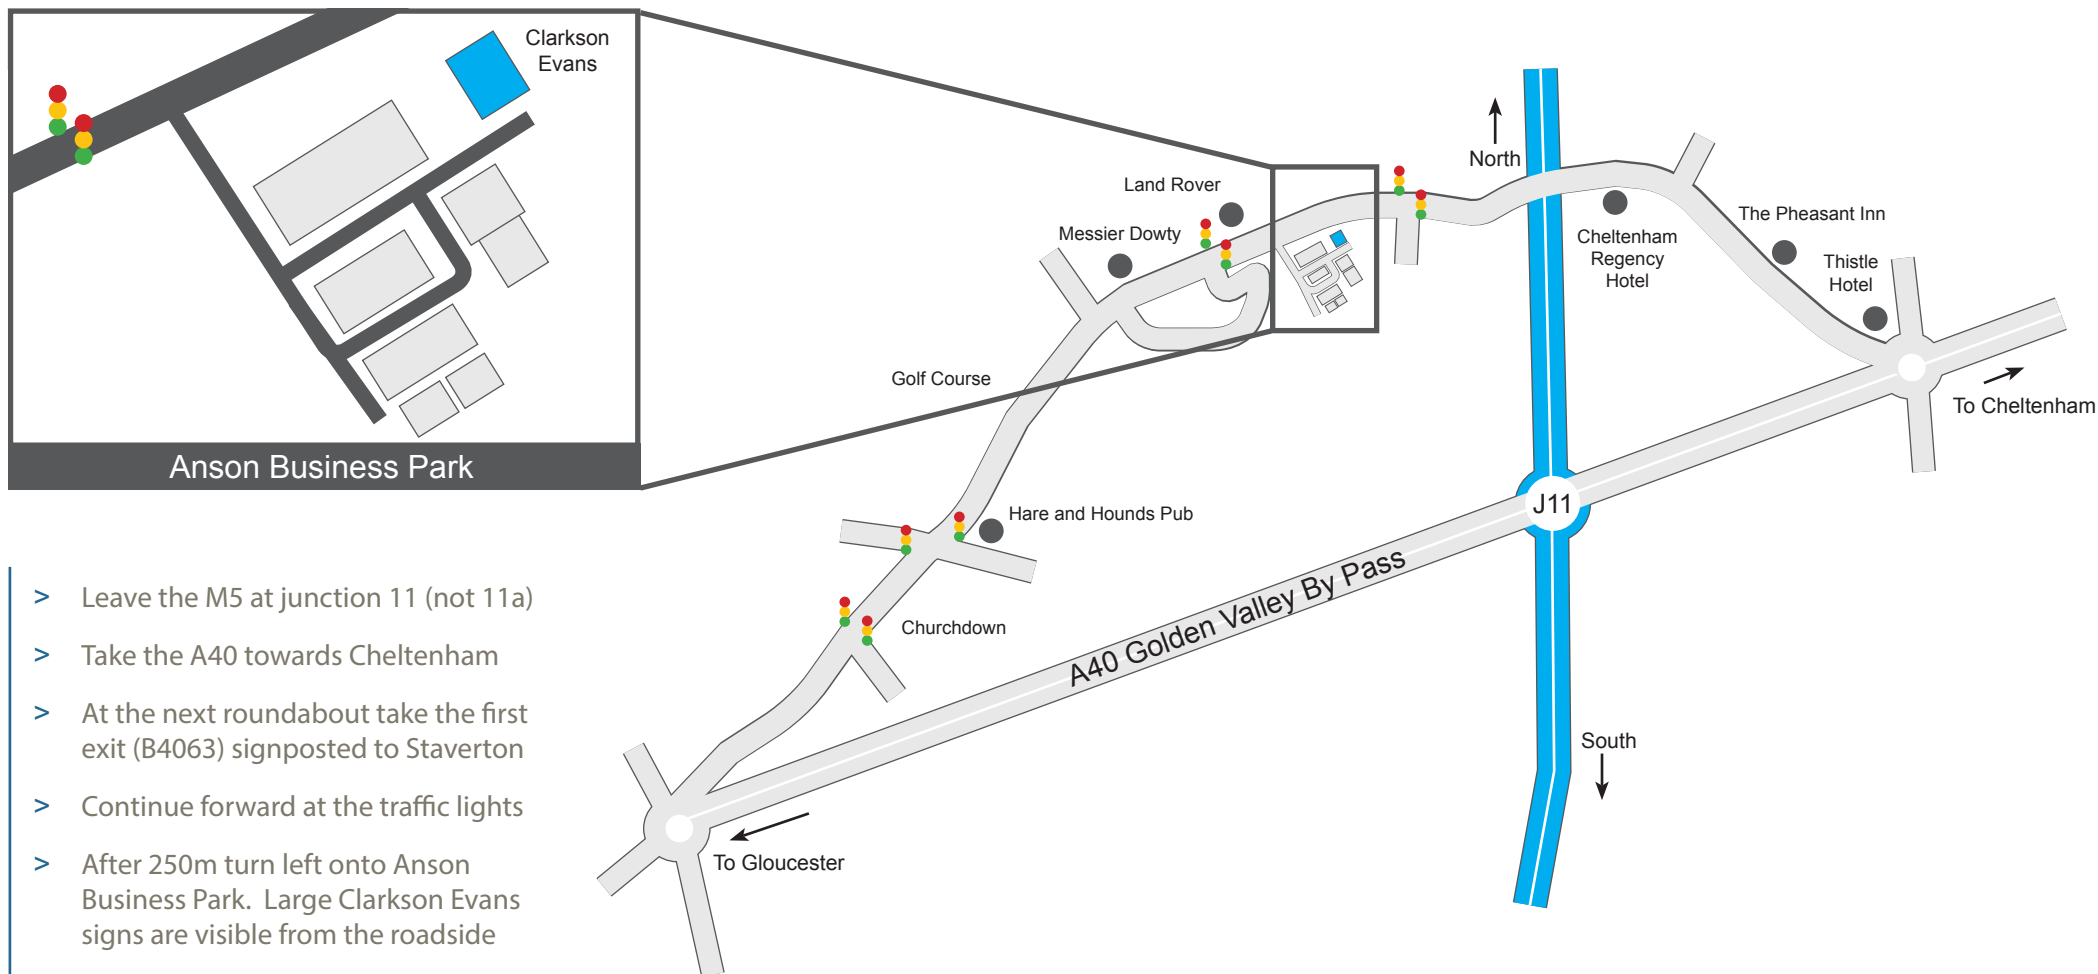 Clarkson
Evans
Anson Business Park
North
Land Rover
Messier Dowty
The Pheasant Inn
Cheltenham
Regency
Hotel
Thistle
Hotel
Golf Course
To Cheltenham
J11
Hare and Hounds Pub
A40 Golden Valley By Pass
Churchdown
South
To Gloucester
> Leave the M5 at junction 11 (not 11a)
> Take the A40 towards Cheltenham
> At the next roundabout take the first
exit (B4063) signposted to Staverton
> Continue forward at the traffic lights
> After 250m turn left onto Anson
Business Park. Large Clarkson Evans
signs are visible from the roadside